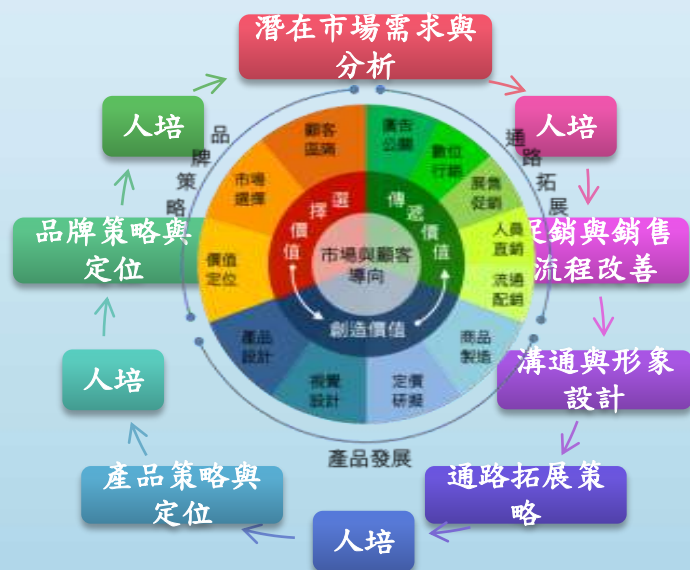 潛在市場需求與
分析
人培
促銷與銷售
流程改善
溝通與形象
設計
通路拓展策
略
人培
產品策略與
定位
人培
品牌策略與
定位
人培
品牌策略
通路拓展
產品發展
顧客
區隔
市場
選擇
價值
定位
廣告
公關
數位
行銷
展售
促銷
人員
直銷
流通
配銷
商品
製造
定價
研擬
視覺
設計
產品
設計
選擇價值
傳遞價值
創造價值
市場與顧客
導向